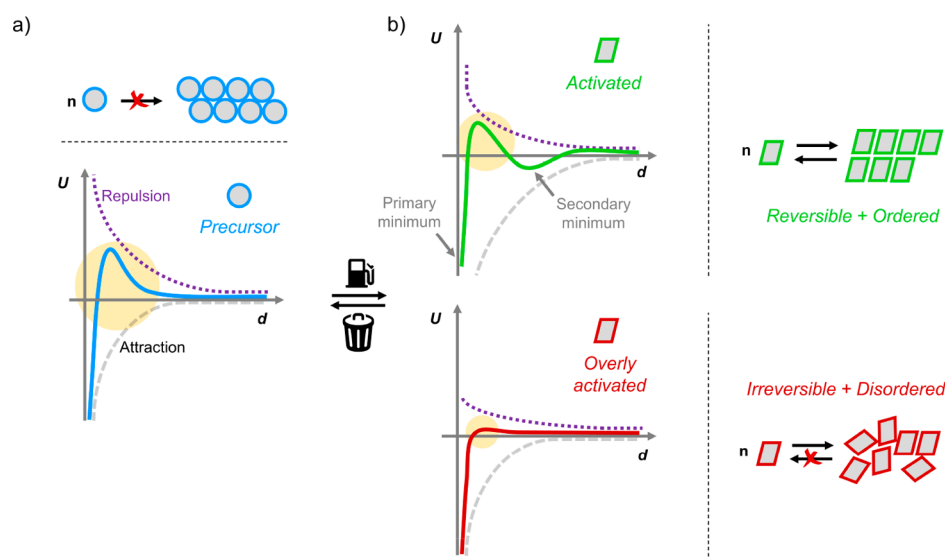 a)
n
U
Repulsion
Precursor
d
Attraction
b)
U
Activated
d
Primary
minimum
Secondary
minimum
n
Reversible + Ordered
U
Overly
activated
d
Irreversible + Disordered
n